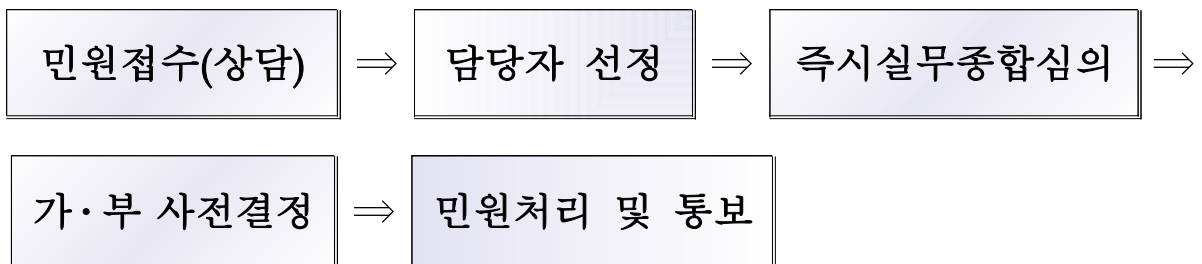 민원접수(상담) ⇒ 담당자 선정 ⇒ 즉시실무종합심의 ⇒
가·부 사전결정 ⇒ 민원처리 및 통보